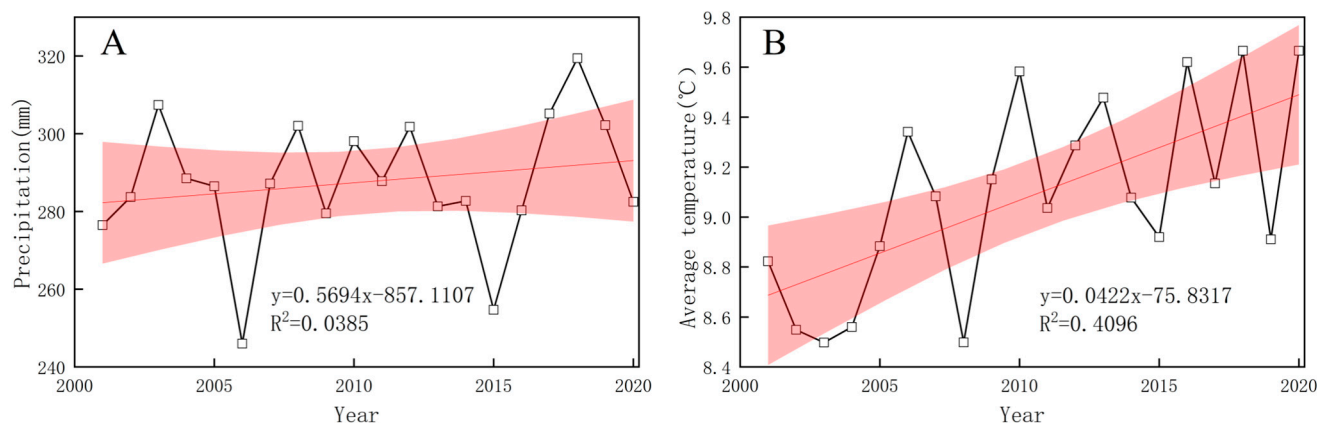 A
Precipitation(mm)
320
300
280
260
240
y=0.5694x-857.1107
R²=0.0385
2000 2005 2010 2015 2020
Year
B
Average temperature(℃)
9.8
9.6
9.4
9.2
9.0
8.8
8.6
8.4
y=0.0422x-75.8317
R²=0.4096
2000 2005 2010 2015 2020
Year